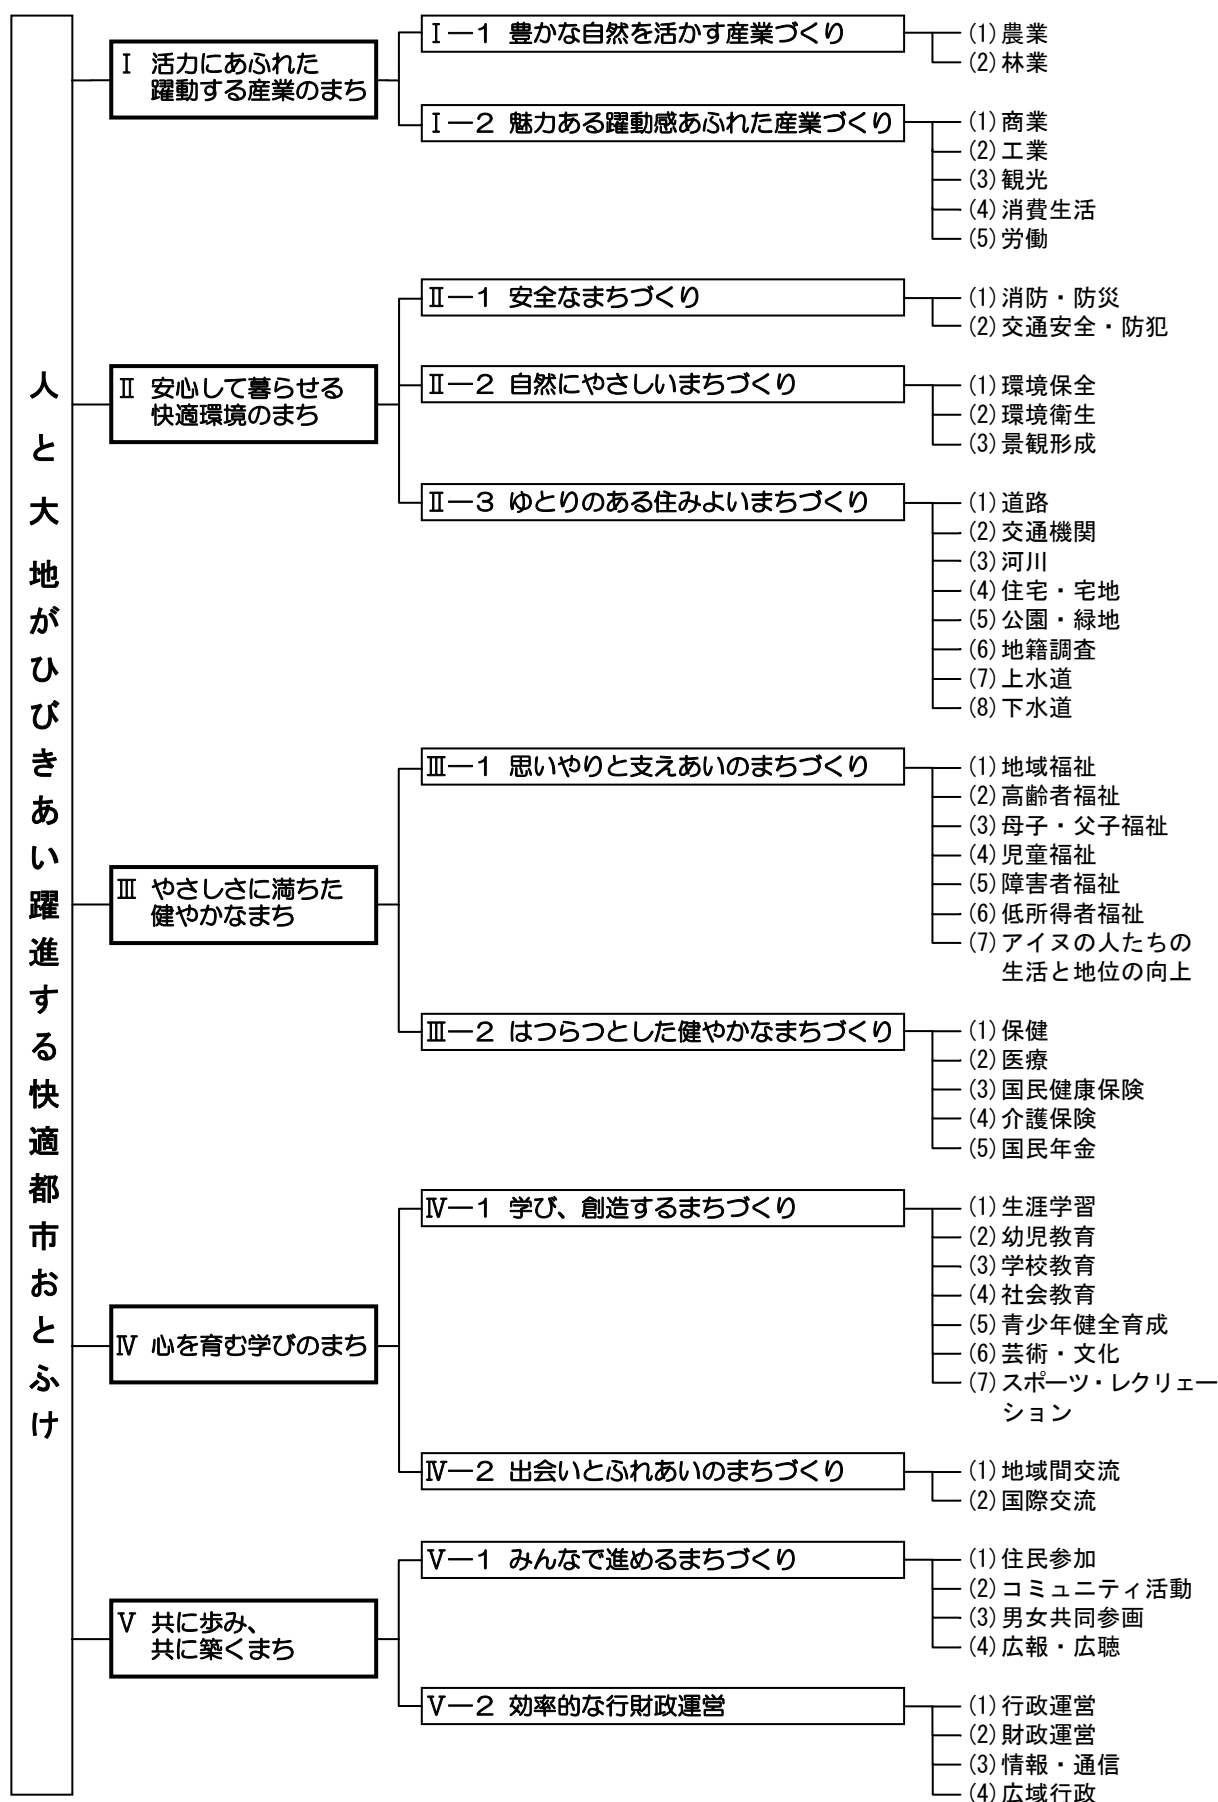 人と大地がひびきあい躍進する快適都市おとふけ
Ⅰ 活力にあふれた
躍動する産業のまち
Ⅰ―1 豊かな自然を活かす産業づくり
(1)農業
(2)林業
Ⅰ―2 魅力ある躍動感あふれた産業づくり
(1)商業
(2)工業
(3)観光
(4)消費生活
(5)労働
Ⅱ 安心して暮らせる
快適環境のまち
Ⅱ―1 安全なまちづくり
(1)消防・防災
(2)交通安全・防犯
Ⅱ―2 自然にやさしいまちづくり
(1)環境保全
(2)環境衛生
(3)景観形成
Ⅱ―3 ゆとりのある住みよいまちづくり
(1)道路
(2)交通機関
(3)河川
(4)住宅・宅地
(5)公園・緑地
(6)地籍調査
(7)上水道
(8)下水道
Ⅲ やさしさに満ちた
健やかなまち
Ⅲ―1 思いやりと支えあいのまちづくり
(1)地域福祉
(2)高齢者福祉
(3)母子・父子福祉
(4)児童福祉
(5)障害者福祉
(6)低所得者福祉
(7)アイヌの人たちの
生活と地位の向上
Ⅲ―2 はつらつとした健やかなまちづくり
(1)保健
(2)医療
(3)国民健康保険
(4)介護保険
(5)国民年金
Ⅳ 心を育む学びのまち
Ⅳ―1 学び、創造するまちづくり
(1)生涯学習
(2)幼児教育
(3)学校教育
(4)社会教育
(5)青少年健全育成
(6)芸術・文化
(7)スポーツ・レクリェー
ション
Ⅳ―2 出会いとふれあいのまちづくり
(1)地域間交流
(2)国際交流
Ⅴ 共に歩み、
共に築くまち
Ⅴ―1 みんなで進めるまちづくり
(1)住民参加
(2)コミュニティ活動
(3)男女共同参画
(4)広報・広聴
Ⅴ―2 効率的な行財政運営
(1)行政運営
(2)財政運営
(3)情報・通信
(4)広域行政